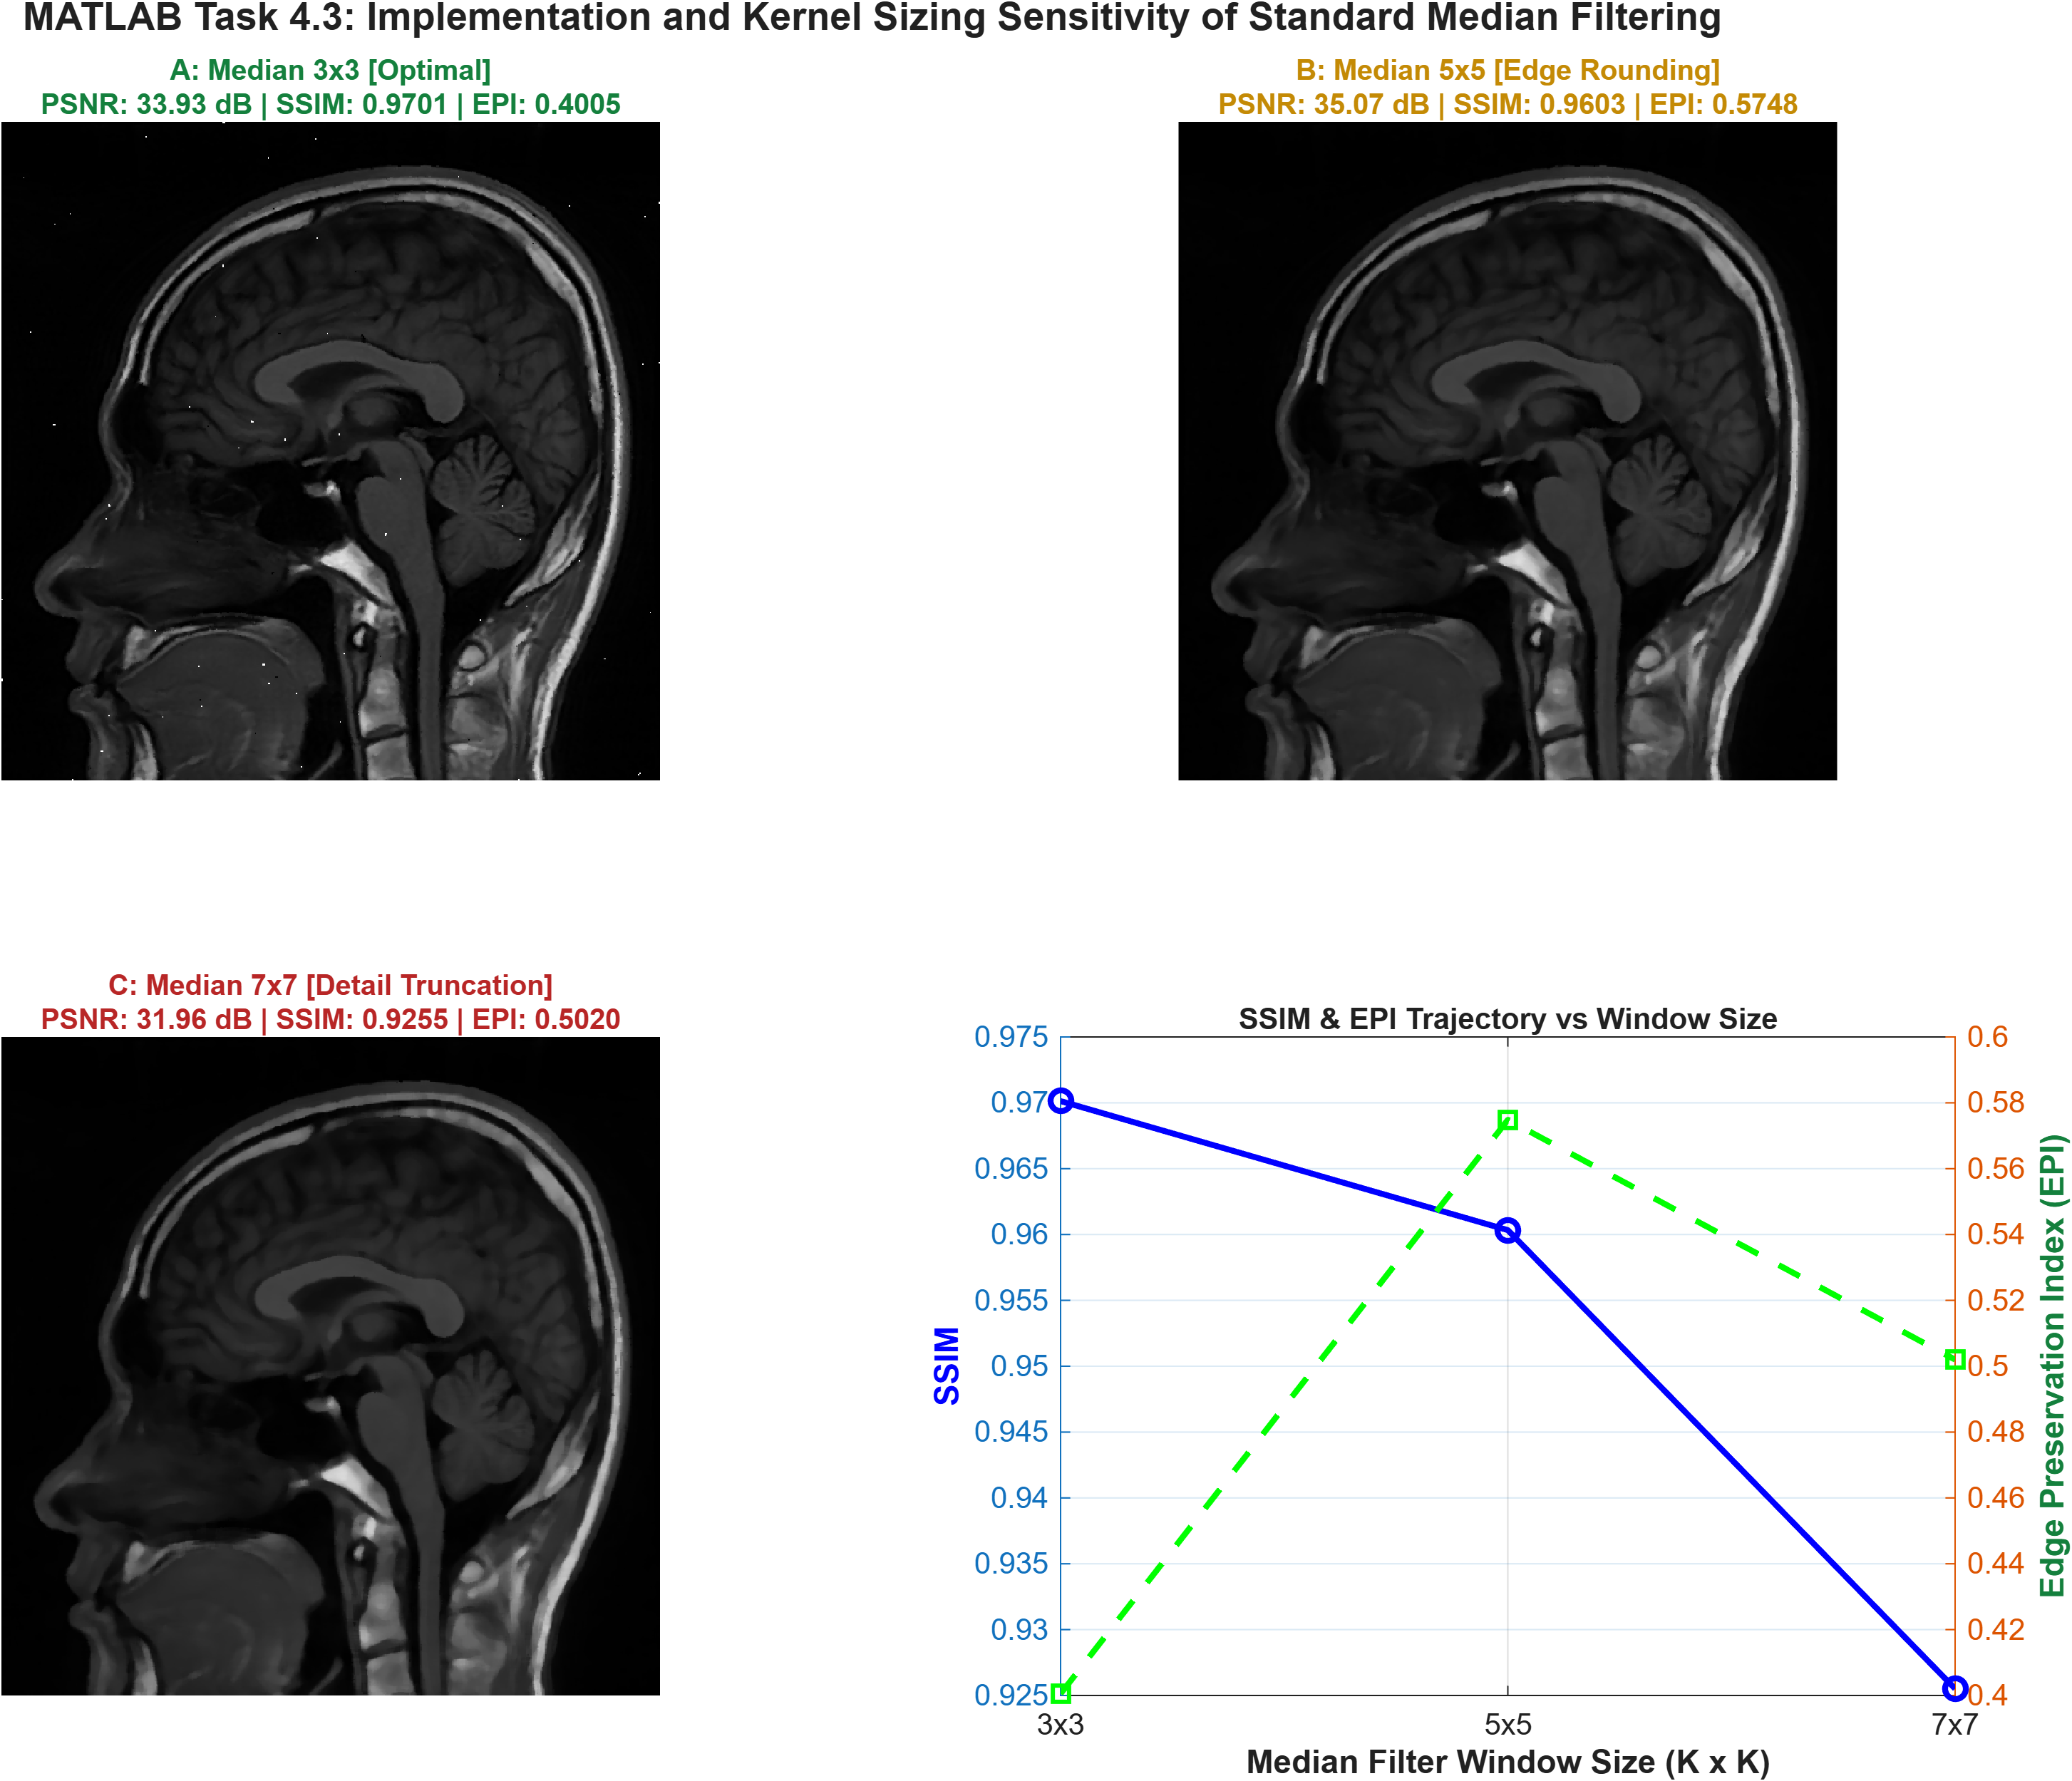 MATLAB Task 4.3: Implementation and Kernel Sizing Sensitivity of Standard Median Filtering
A: Median 3x3 [Optimal]
PSNR: 33.93 dB | SSIM: 0.9701 | EPI: 0.4005
B: Median 5x5 [Edge Rounding]
PSNR: 35.07 dB | SSIM: 0.9603 | EPI: 0.5748
C: Median 7x7 [Detail Truncation]
PSNR: 31.96 dB | SSIM: 0.9255 | EPI: 0.5020
SSIM & EPI Trajectory vs Window Size
SSIM
0.975
0.97
0.965
0.96
0.955
0.95
0.945
0.94
0.935
0.93
0.925
0.6
0.58
0.56
0.54
0.52
0.5
0.48
0.46
0.44
0.42
0.4
Edge Preservation Index (EPI)
3x3
5x5
7x7
Median Filter Window Size (K x K)